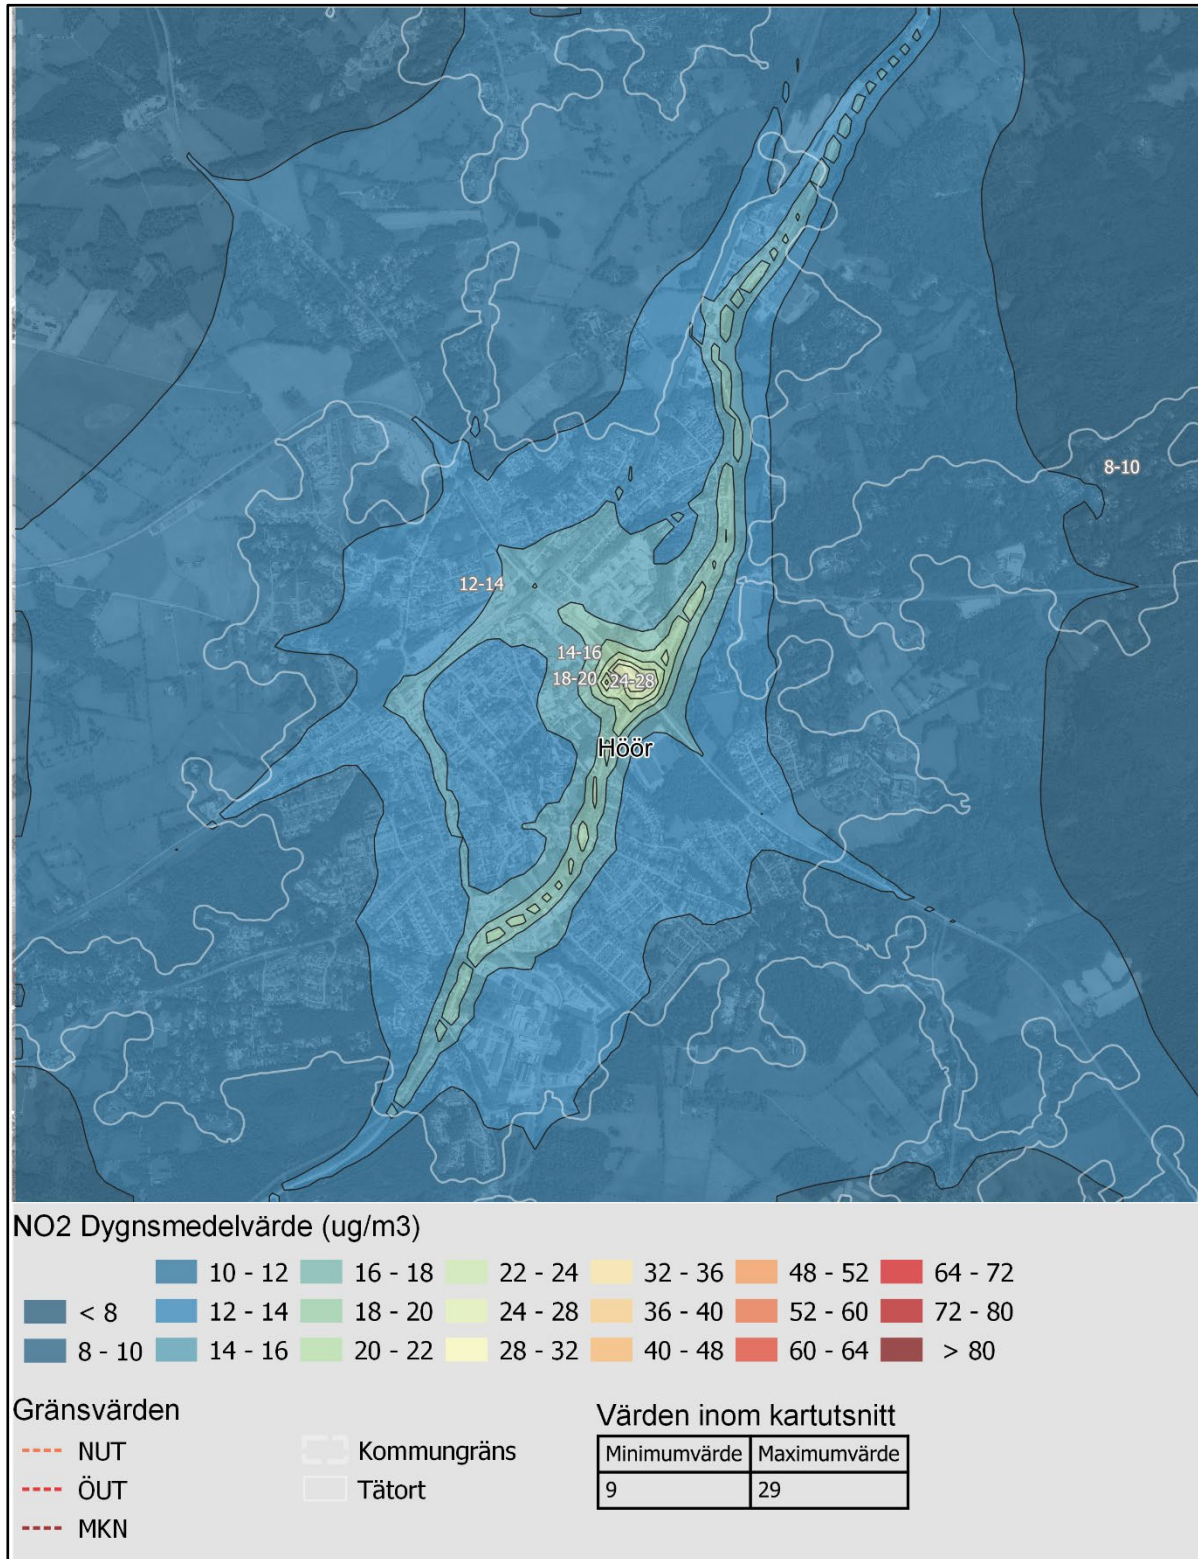 8-10
12-14
14-16
18-20
24-28
Höör
NO2 Dygnsmedelvärde (ug/m3)
10 - 12 16 - 18 22 - 24 32 - 36 48 - 52 64 - 72
< 8 12 - 14 18 - 20 24 - 28 36 - 40 52 - 60 72 - 80
8 - 10 14 - 16 20 - 22 28 - 32 40 - 48 60 - 64 > 80
Gränsvärden
NUT
ÖUT
MKN
Kommungräns
Tätort
Värden inom kartutsnitt
Minimumvärde Maximumvärde
9 29